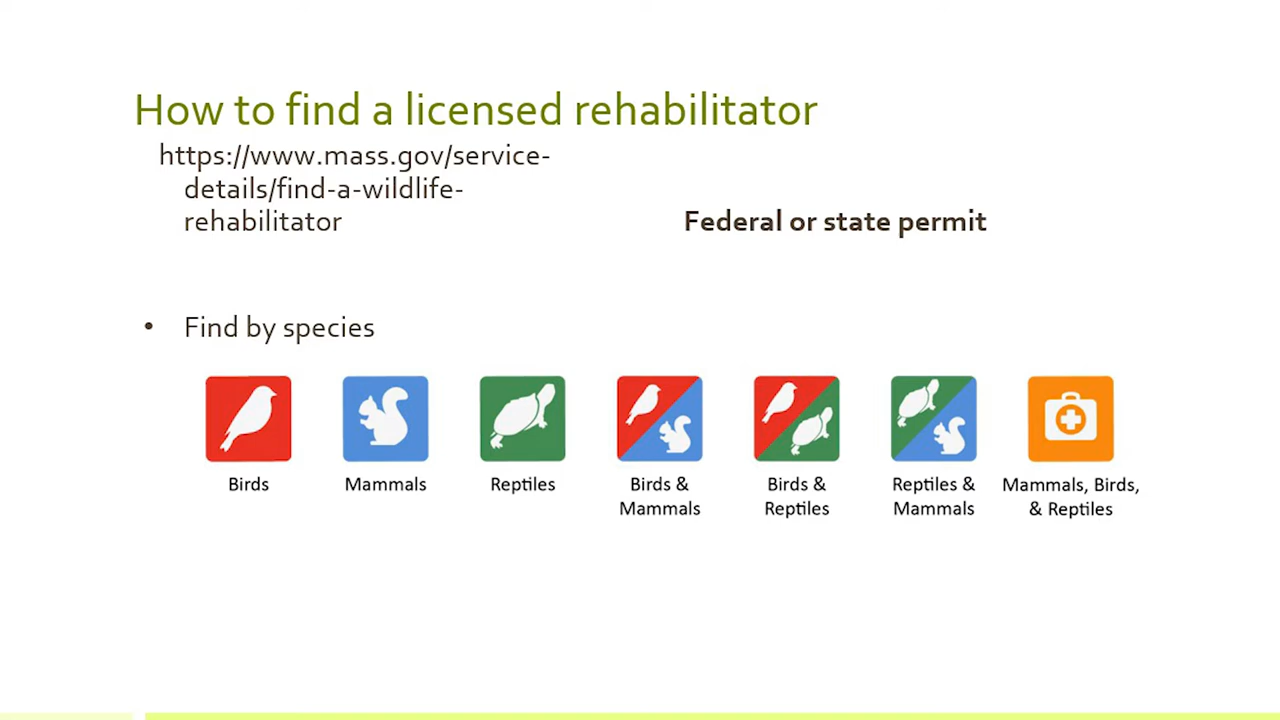 How to find a licensed rehabilitator
https://www.mass.gov/service-
details/find-a-wildlife-
rehabilitator
Federal or state permit
• Find by species
Birds
Mammals
Reptiles
Birds &
Mammals
Birds &
Reptiles
Reptiles &
Mammals
Mammals, Birds,
& Reptiles